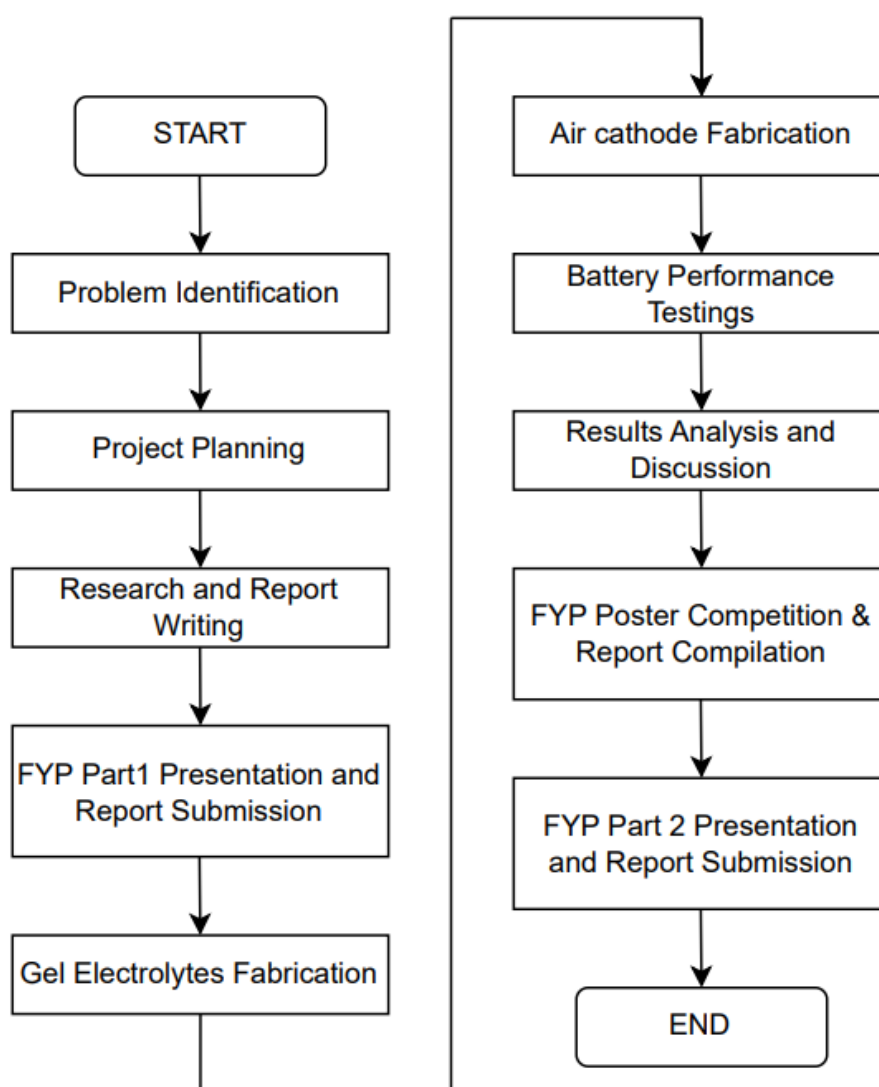 START
Problem Identification
Project Planning
Research and Report
Writing
FYP Part1 Presentation and
Report Submission
Gel Electrolytes Fabrication
Air cathode Fabrication
Battery Performance
Testings
Results Analysis and
Discussion
FYP Poster Competition &
Report Compilation
FYP Part 2 Presentation
and Report Submission
END